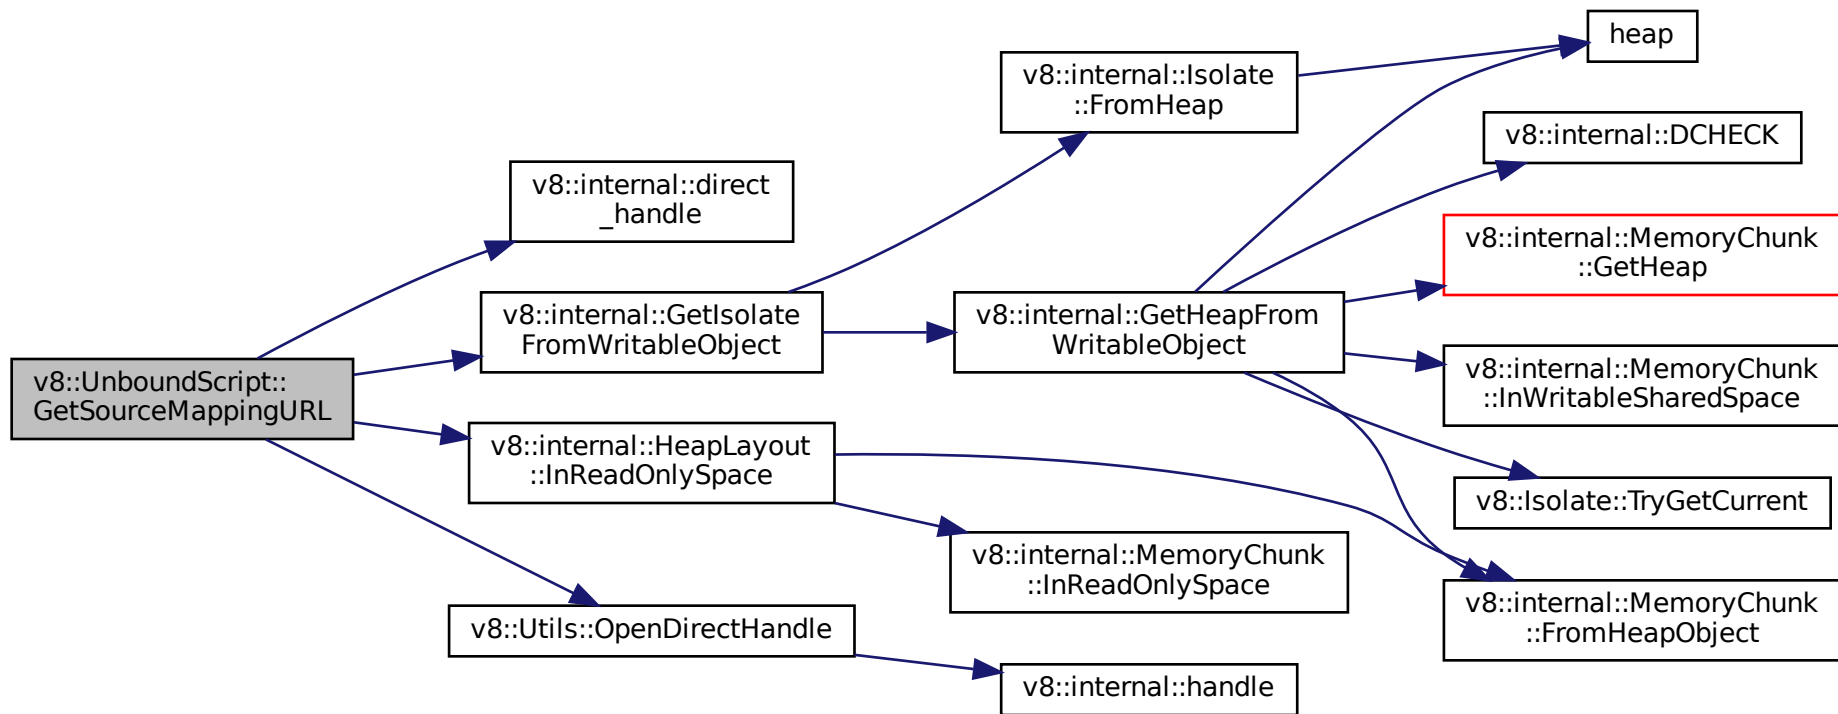 v8::UnboundScript::
GetSourceMappingURL
v8::internal::direct
_handle
v8::internal::GetIsolate
FromWritableObject
v8::internal::HeapLayout
::InReadOnlySpace
v8::Utils::OpenDirectHandle
v8::internal::Isolate
::FromHeap
v8::internal::GetHeapFrom
WritableObject
v8::internal::MemoryChunk
::InReadOnlySpace
v8::internal::handle
heap
v8::internal::DCHECK
v8::internal::MemoryChunk
::GetHeap
v8::internal::MemoryChunk
::InWritableSharedSpace
v8::Isolate::TryGetCurrent
v8::internal::MemoryChunk
::FromHeapObject